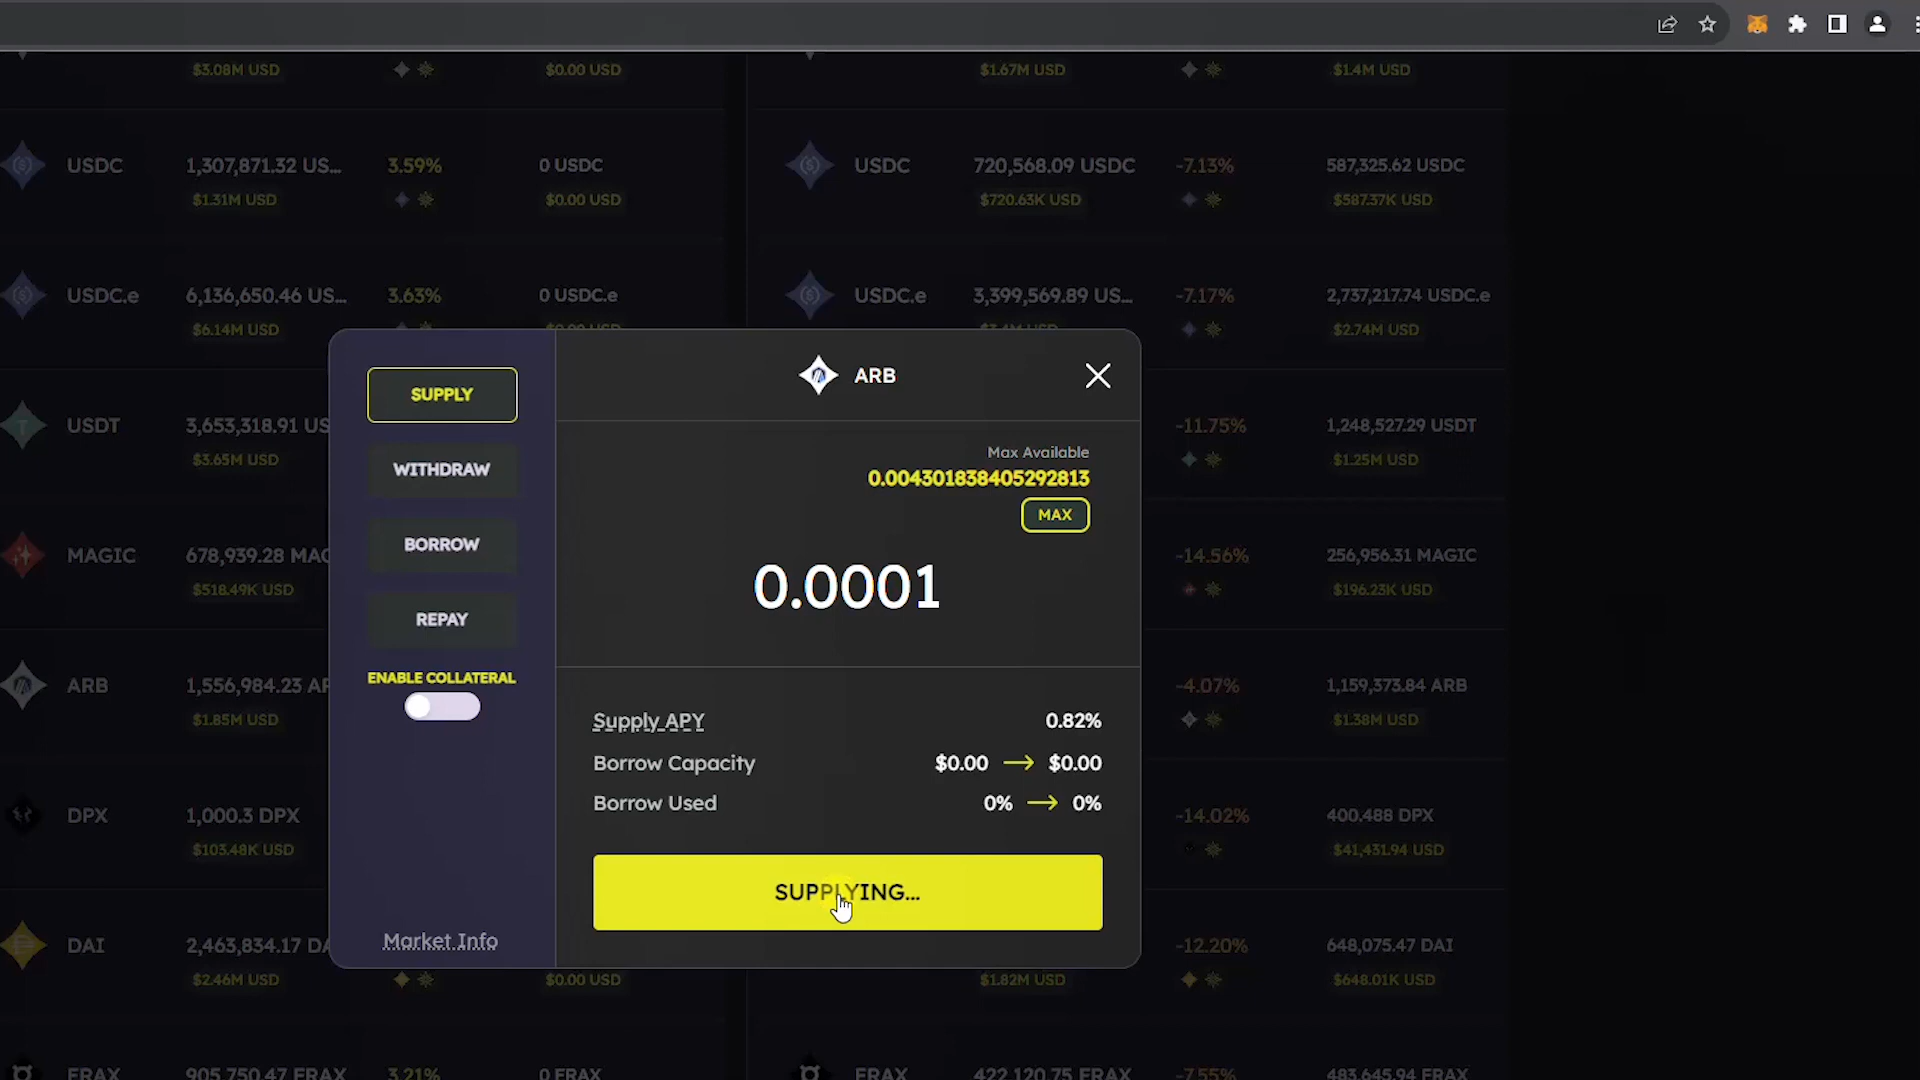 $3.08M USD $0.00 USD $1.67M USD $1.4M USD
USDC 1,307,871.32 US... 3.59% 0 USDC USDC 720,568.09 USDC -7.13% 587,325.62 USDC
$1.31M USD $0.00 USD $720.63K USD $587.37K USD
USDC.e 6,136,650.46 US... 3.63% 0 USDC.e USDC.e 3,399,569.89 US... -7.17% 2,737,217.74 USDC.e
$6.14M USD $0.00 USD $3.4M USD $2.74M USD
USDT 3,653,318.91 US -11.75% 1,248,527.29 USDT
$3.65M USD $1.25M USD
MAGIC 678,939.28 MAG -14.56% 256,956.31 MAGIC
$518.49K USD $196.23K USD
ARB 1,556,984.23 AR -4.07% 1,159,373.84 ARB
$1.85M USD $1.38M USD
DPX 1,000.3 DPX -14.02% 400.488 DPX
$103.48K USD $41,431.94 USD
DAI 2,463,834.17 DA -12.20% 648,075.47 DAI
$2.46M USD $0.00 USD $1.82M USD $648.01K USD
FRAX 905,750.47 FRAX 3.21% 0 FRAX FRAX 422,120.75 FRAX -7.55% 483,645.94 FRAX
SUPPLY
WITHDRAW
BORROW
REPAY
ENABLE COLLATERAL
Market Info
ARB
Max Available
0.004301838405292813
MAX
0.0001
Supply APY 0.82%
Borrow Capacity $0.00 → $0.00
Borrow Used 0% → 0%
SUPPLYING...